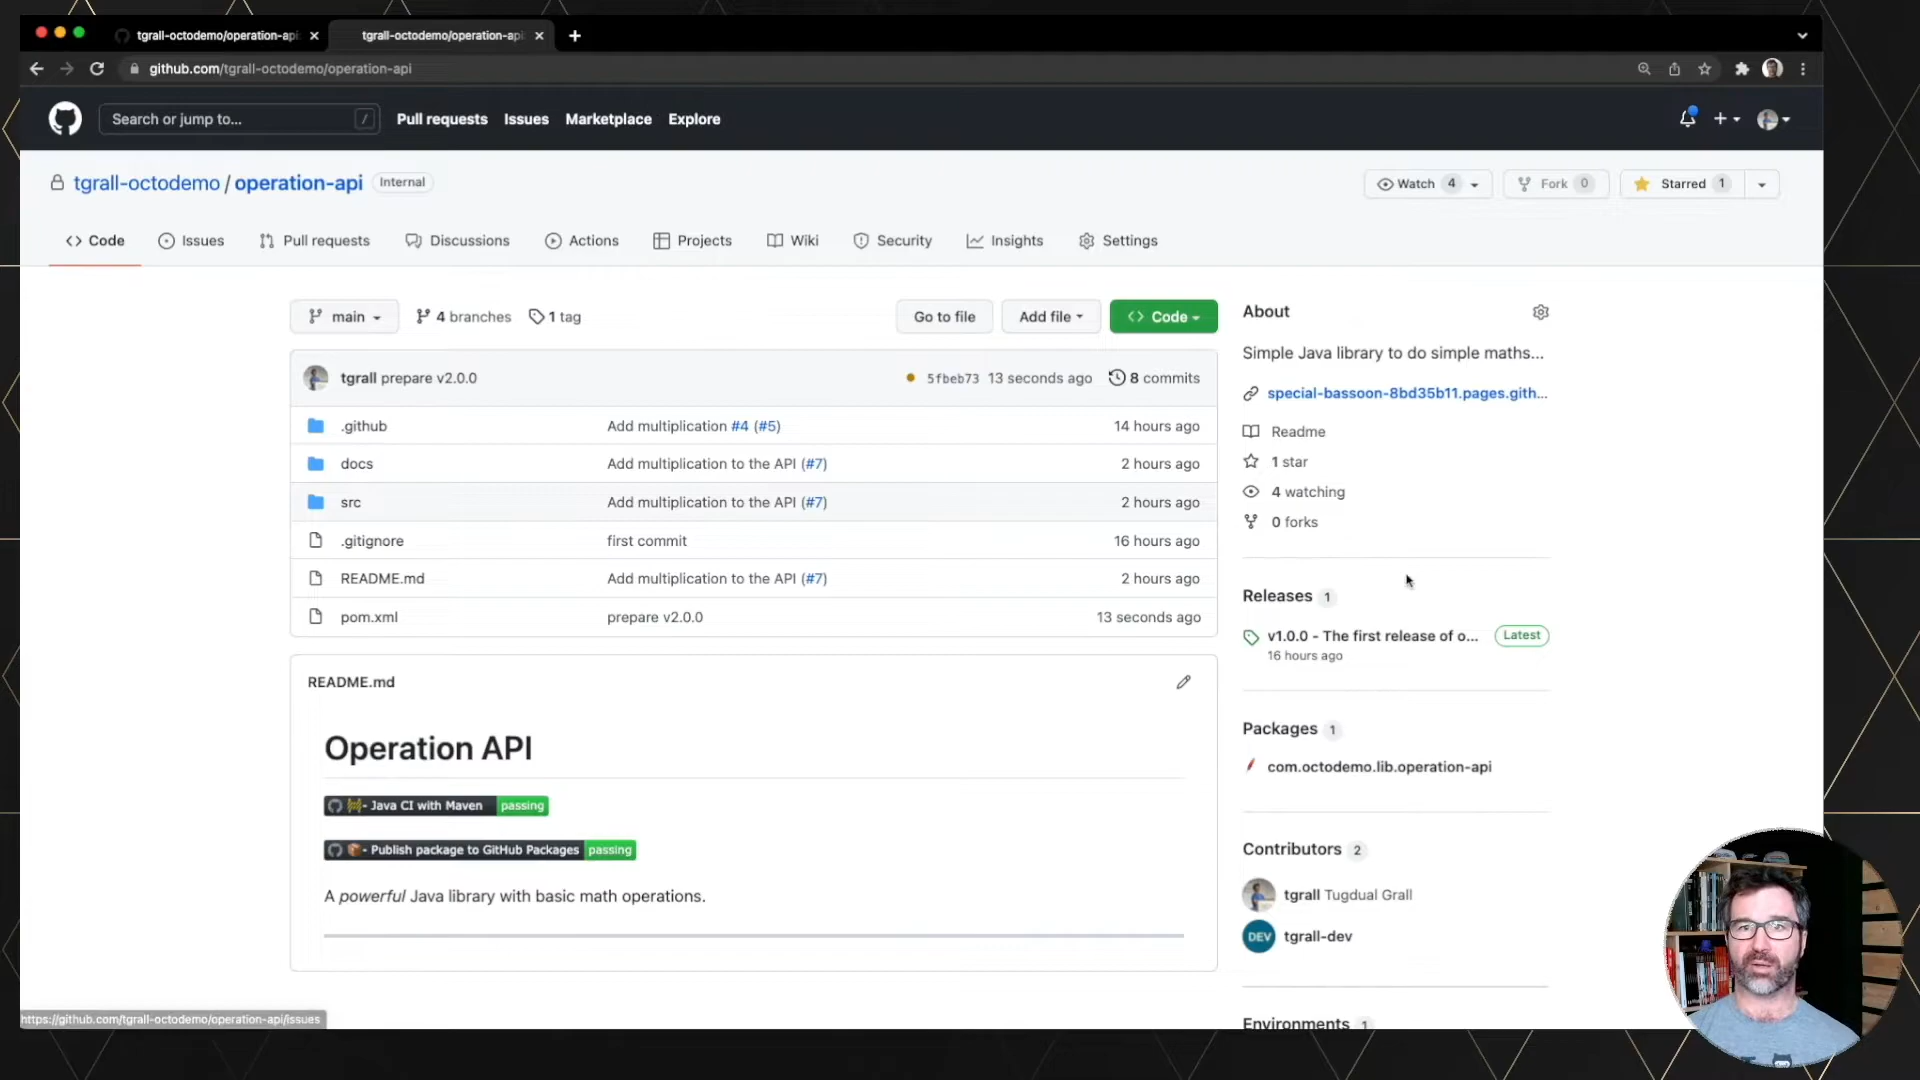 tgrall-octodemo/operation-api
tgrall-octodemo/operation-api
github.com/tgrall-octodemo/operation-api
Search or jump to... /
Pull requests Issues Marketplace Explore
tgrall-octodemo / operation-api Internal
Watch 4 Fork 0 Starred 1
Code Issues Pull requests Discussions Actions Projects Wiki Security Insights Settings
main 4 branches 1 tag Go to file Add file Code
tgrall prepare v2.0.0 5fbeb73 13 seconds ago 8 commits
.github Add multiplication #4 (#5) 14 hours ago
docs Add multiplication to the API (#7) 2 hours ago
src Add multiplication to the API (#7) 2 hours ago
.gitignore first commit 16 hours ago
README.md Add multiplication to the API (#7) 2 hours ago
pom.xml prepare v2.0.0 13 seconds ago
README.md
Operation API
- Java CI with Maven passing
- Publish package to GitHub Packages passing
A powerful Java library with basic math operations.
About
Simple Java library to do simple maths...
special-bassoon-8bd35b11.pages.gith...
Readme
1 star
4 watching
0 forks
Releases 1
v1.0.0 - The first release of o... Latest
16 hours ago
Packages 1
com.octodemo.lib.operation-api
Contributors 2
tgrall Tugdual Grall
DEV tgrall-dev
Environments 1
https://github.com/tgrall-octodemo/operation-api/issues